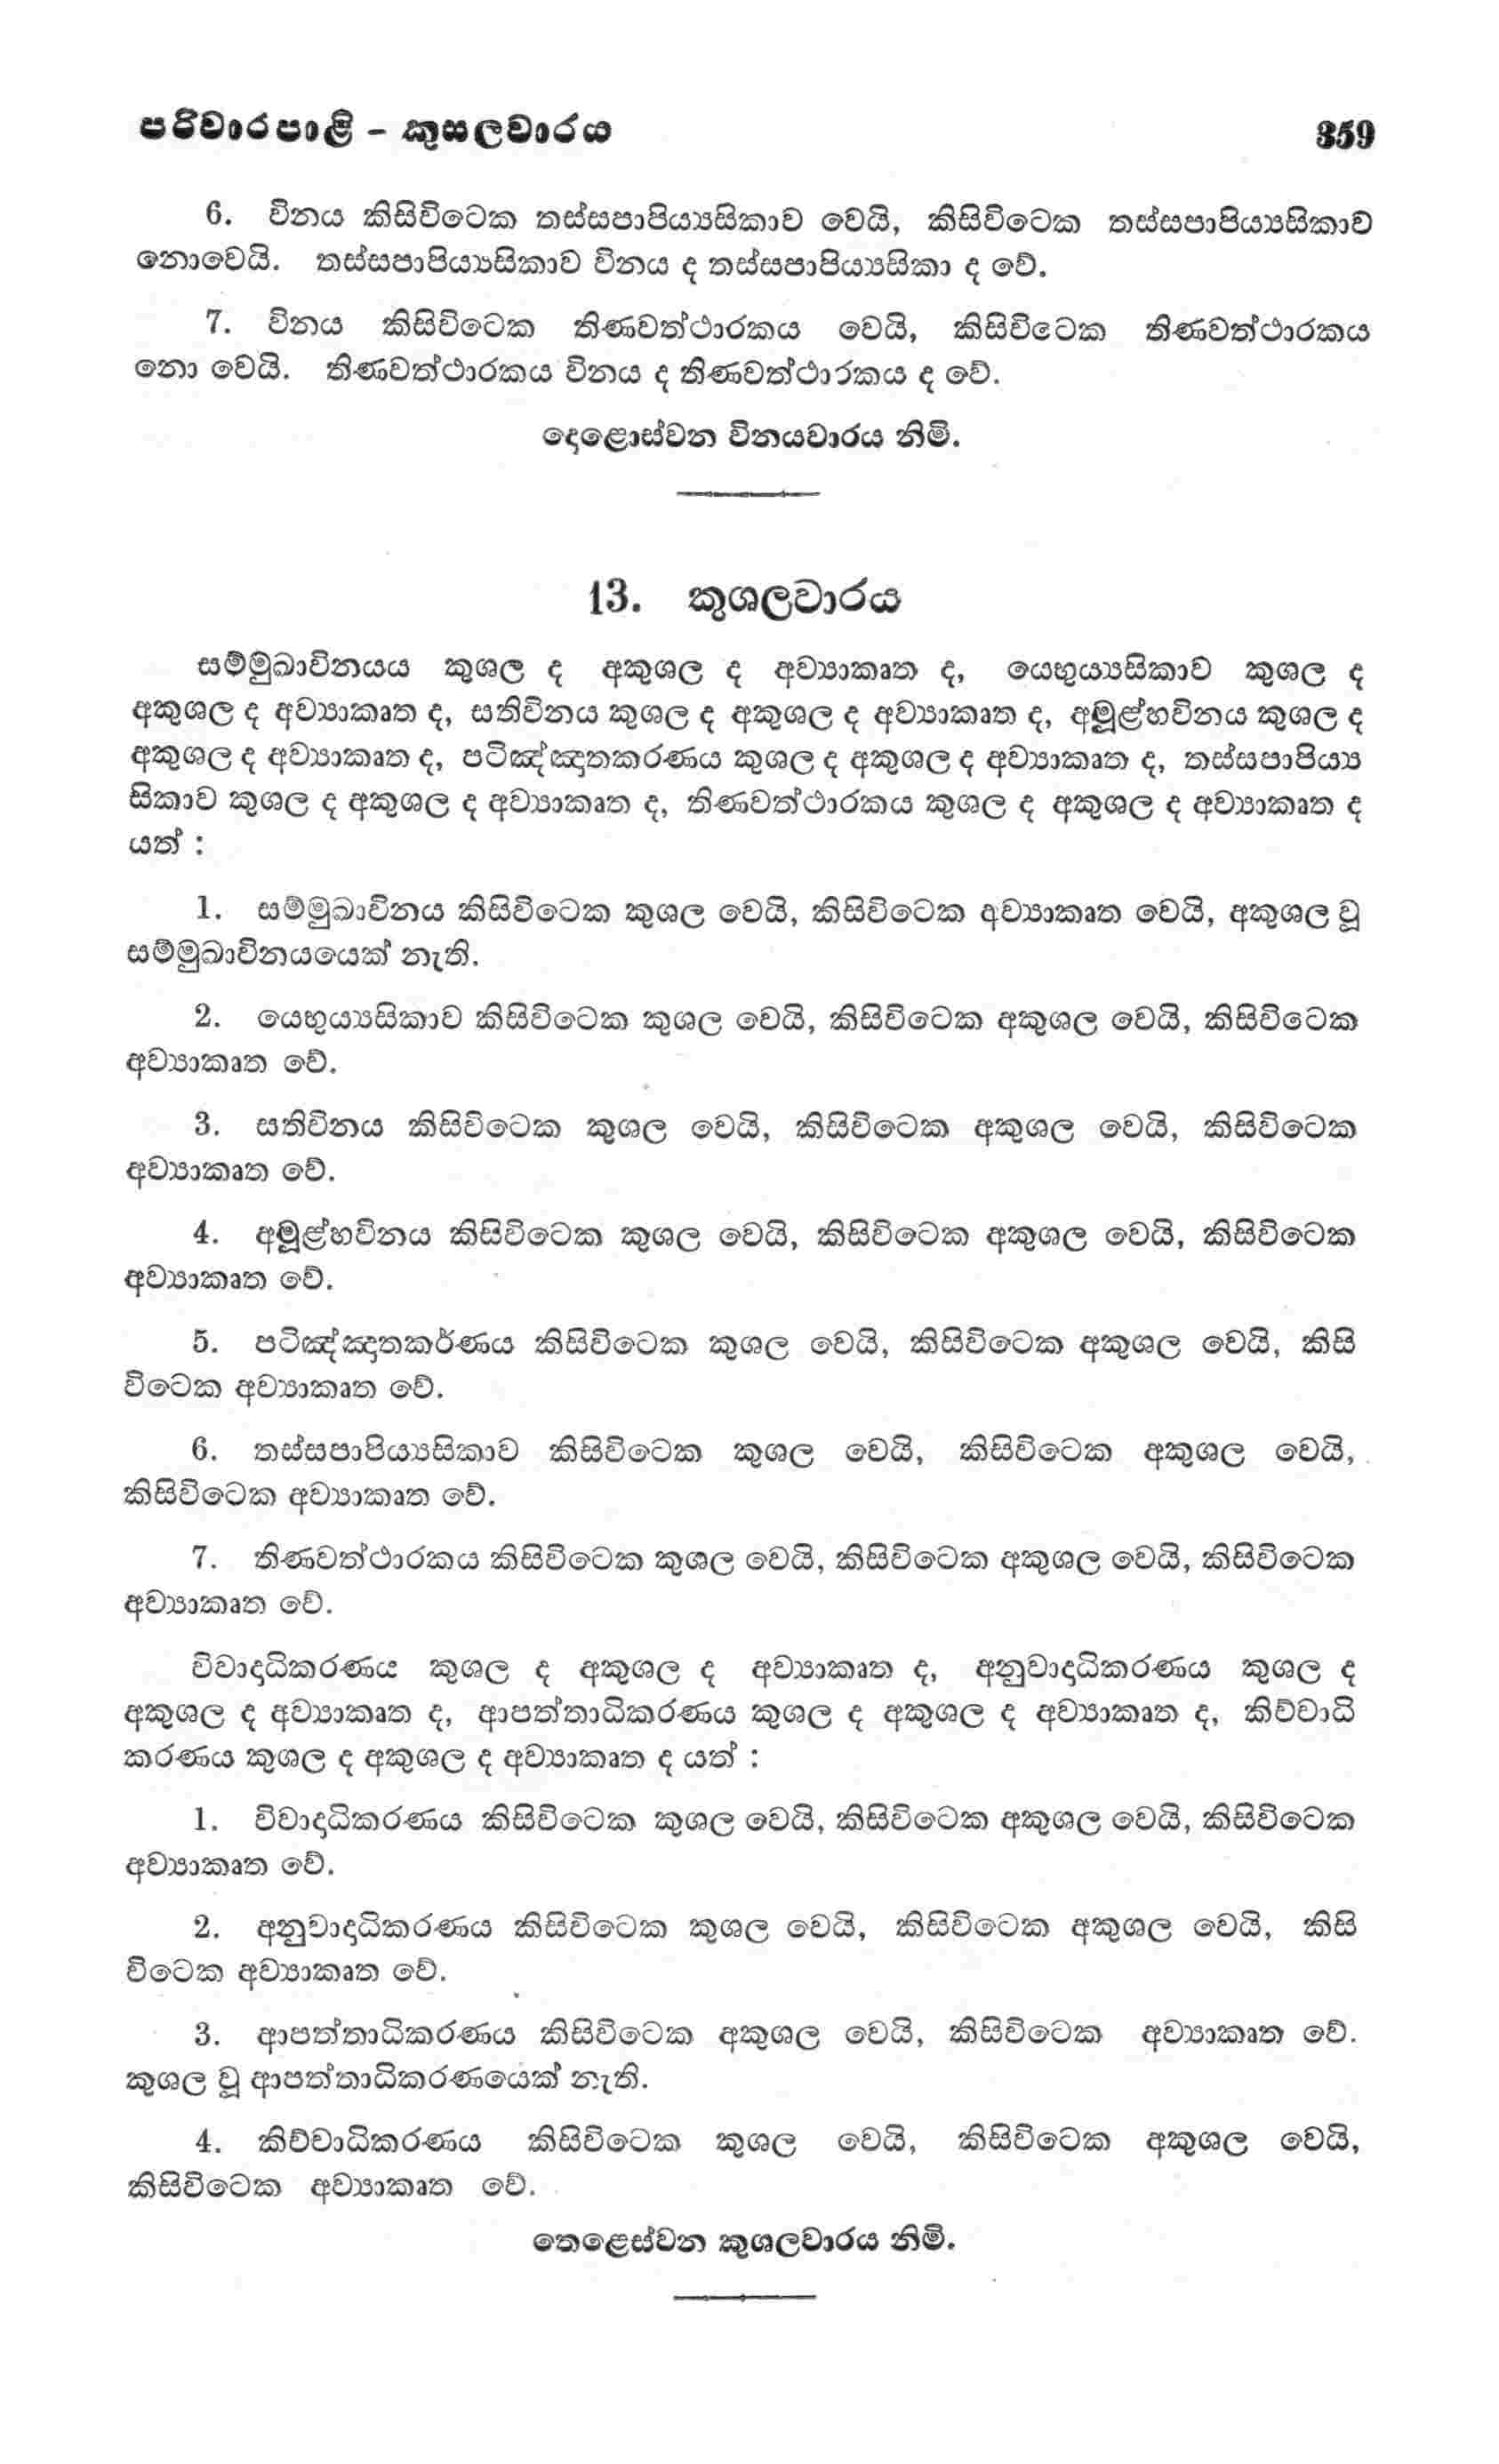 පරිවාරපාළි - කුසලවාරය 359
6. විනය කිසිවිටෙක තස්සපාපිය්‍යසිකාව වෙයි, කිසිවිටෙක තස්සපාපිය්‍යසිකාව
නොවෙයි. තස්සපාපිය්‍යසිකාව විනය ද තස්සපාපිය්‍යසිකා ද වේ.
7. විනය කිසිවිටෙක තිණවත්ථාරකය වෙයි, කිසිවිටෙක තිණවත්ථාරකය
නො වෙයි. තිණවත්ථාරකය විනය ද තිණවත්ථාරකය ද වේ.
දොළොස්වන විනයවාරය නිමි.
13. කුශලවාරය
සම්මුඛාවිනයය කුශල ද අකුශල ද අව්‍යාකෘත ද, යෙභුය්‍යසිකාව කුශල ද
අකුශල ද අව්‍යාකෘත ද, සතිවිනය කුශල ද අකුශල ද අව්‍යාකෘත ද, අමූළ්හවිනය කුශල ද
අකුශල ද අව්‍යාකෘත ද, පටිඤ්ඤාතකරණය කුශල ද අකුශල ද අව්‍යාකෘත ද, තස්සපාපිය්‍ය
සිකාව කුශල ද අකුශල ද අව්‍යාකෘත ද, තිණවත්ථාරකය කුශල ද අකුශල ද අව්‍යාකෘත ද
යත් :
1. සම්මුඛාවිනය කිසිවිටෙක කුශල වෙයි, කිසිවිටෙක අව්‍යාකෘත වෙයි, අකුශල වූ
සම්මුඛාවිනයයෙක් නැති.
2. යෙභුය්‍යසිකාව කිසිවිටෙක කුශල වෙයි, කිසිවිටෙක අකුශල වෙයි, කිසිවිටෙක
අව්‍යාකෘත වේ.
3. සතිවිනය කිසිවිටෙක කුශල වෙයි, කිසිවිටෙක අකුශල වෙයි, කිසිවිටෙක
අව්‍යාකෘත වේ.
4. අමූළ්හවිනය කිසිවිටෙක කුශල වෙයි, කිසිවිටෙක අකුශල වෙයි, කිසිවිටෙක
අව්‍යාකෘත වේ.
5. පටිඤ්ඤාතකර්ණය කිසිවිටෙක කුශල වෙයි, කිසිවිටෙක අකුශල වෙයි, කිසි
විටෙක අව්‍යාකෘත වේ.
6. තස්සපාපිය්‍යසිකාව කිසිවිටෙක කුශල වෙයි, කිසිවිටෙක අකුශල වෙයි,
කිසිවිටෙක අව්‍යාකෘත වේ.
7. තිණවත්ථාරකය කිසිවිටෙක කුශල වෙයි, කිසිවිටෙක අකුශල වෙයි, කිසිවිටෙක
අව්‍යාකෘත වේ.
විවාදාධිකරණය කුශල ද අකුශල ද අව්‍යාකෘත ද, අනුවාදාධිකරණය කුශල ද
අකුශල ද අව්‍යාකෘත ද, ආපත්තාධිකරණය කුශල ද අකුශල ද අව්‍යාකෘත ද, කිච්චාධි
කරණය කුශල ද අකුශල ද අව්‍යාකෘත ද යත් :
1. විවාදාධිකරණය කිසිවිටෙක කුශල වෙයි, කිසිවිටෙක අකුශල වෙයි, කිසිවිටෙක
අව්‍යාකෘත වේ.
2. අනුවාදාධිකරණය කිසිවිටෙක කුශල වෙයි, කිසිවිටෙක අකුශල වෙයි, කිසි
විටෙක අව්‍යාකෘත වේ.
3. ආපත්තාධිකරණය කිසිවිටෙක අකුශල වෙයි, කිසිවිටෙක අව්‍යාකෘත වේ.
කුශල වූ ආපත්තාධිකරණයෙක් නැති.
4. කිච්චාධිකරණය කිසිවිටෙක කුශල වෙයි, කිසිවිටෙක අකුශල වෙයි,
කිසිවිටෙක අව්‍යාකෘත වේ.
තෙළෙස්වන කුශලවාරය නිමි.